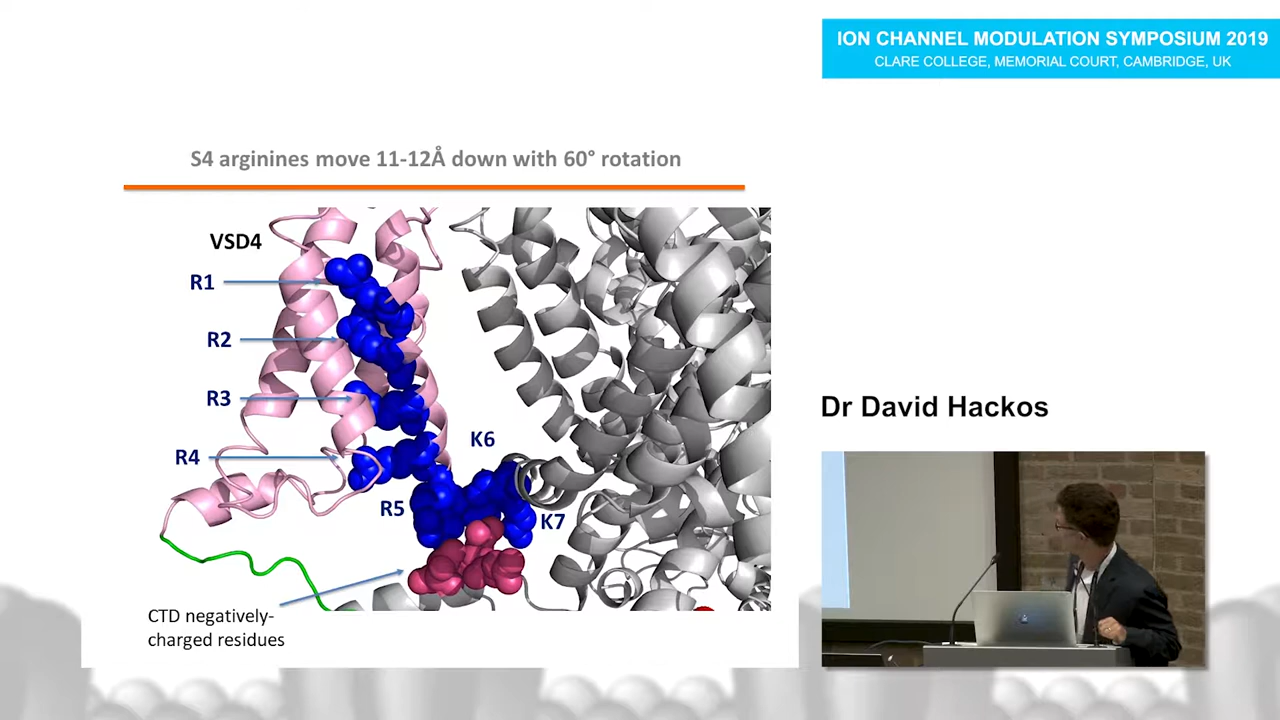 ION CHANNEL MODULATION SYMPOSIUM 2019
CLARE COLLEGE, MEMORIAL COURT, CAMBRIDGE, UK
S4 arginines move 11-12Å down with 60° rotation
VSD4
R1
R2
R3
R4
K6
R5
K7
CTD negatively-
charged residues
Dr David Hackos